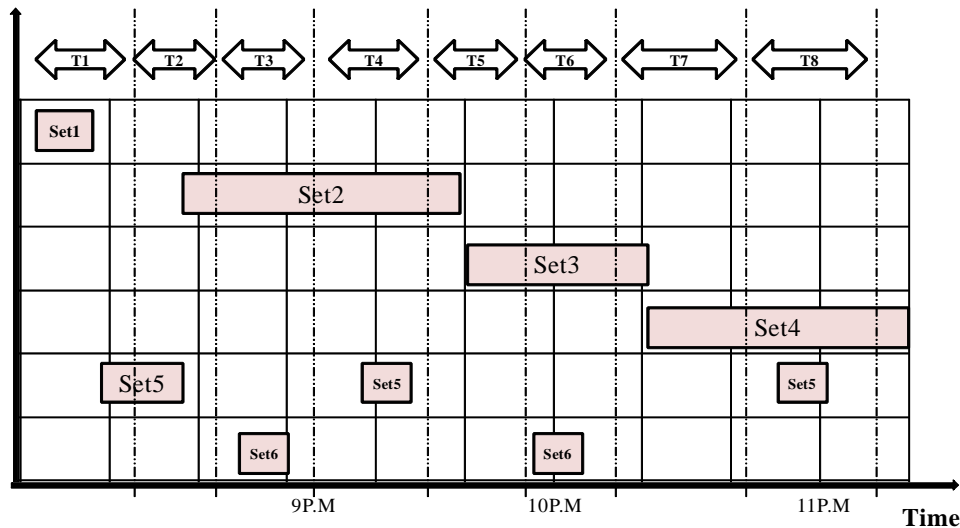 T1 T2 T3 T4 T5 T6 T7 T8
Set1
Set2
Set3
Set4
Set5 Set5 Set5
Set6 Set6
9P.M 10P.M 11P.M
Time